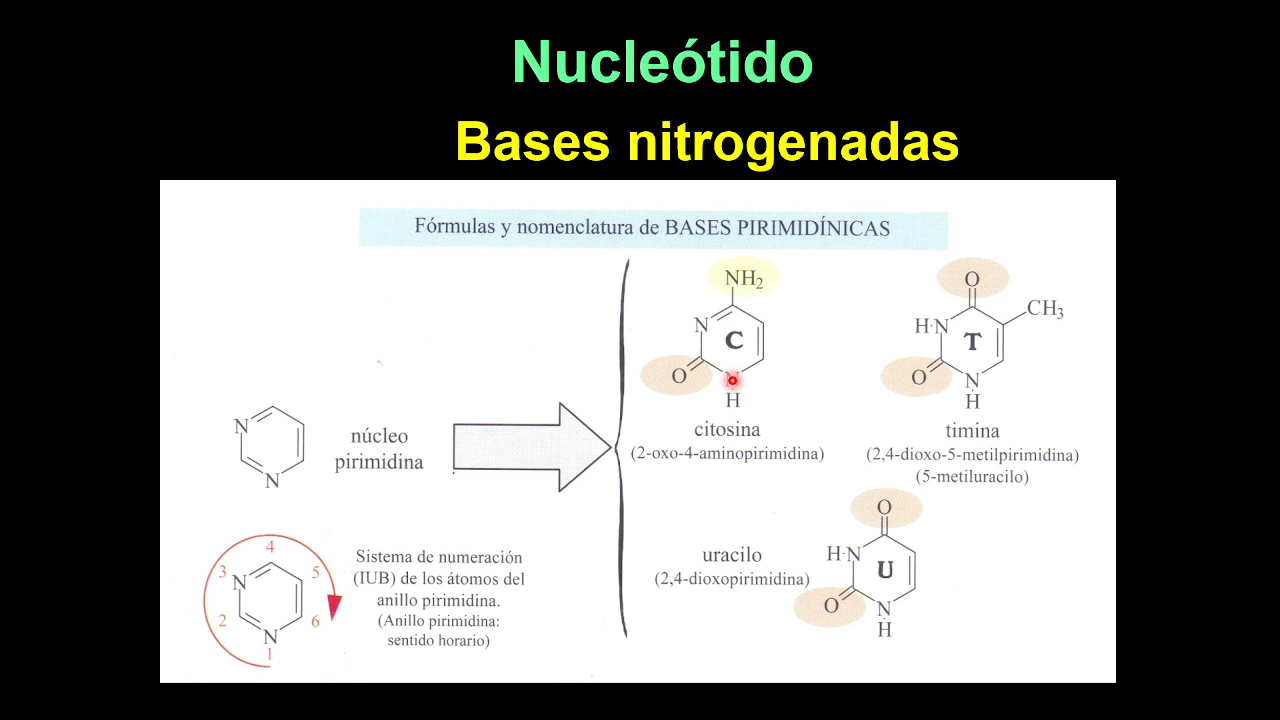 Nucleótido
Bases nitrogenadas
Fórmulas y nomenclatura de BASES PIRIMIDÍNICAS
NH2
N
C
O
H
citosina
(2-oxo-4-aminopirimidina)
O
CH3
H N
T
O
N
H
timina
(2,4-dioxo-5-metilpirimidina)
(5-metiluracilo)
N
N
núcleo
pirimidina
O
H N
U
O
N
H
uracilo
(2,4-dioxopirimidina)
4
3
5
N
2
6
N
1
Sistema de numeración
(IUB) de los átomos del
anillo pirimidina.
(Anillo pirimidina:
sentido horario)